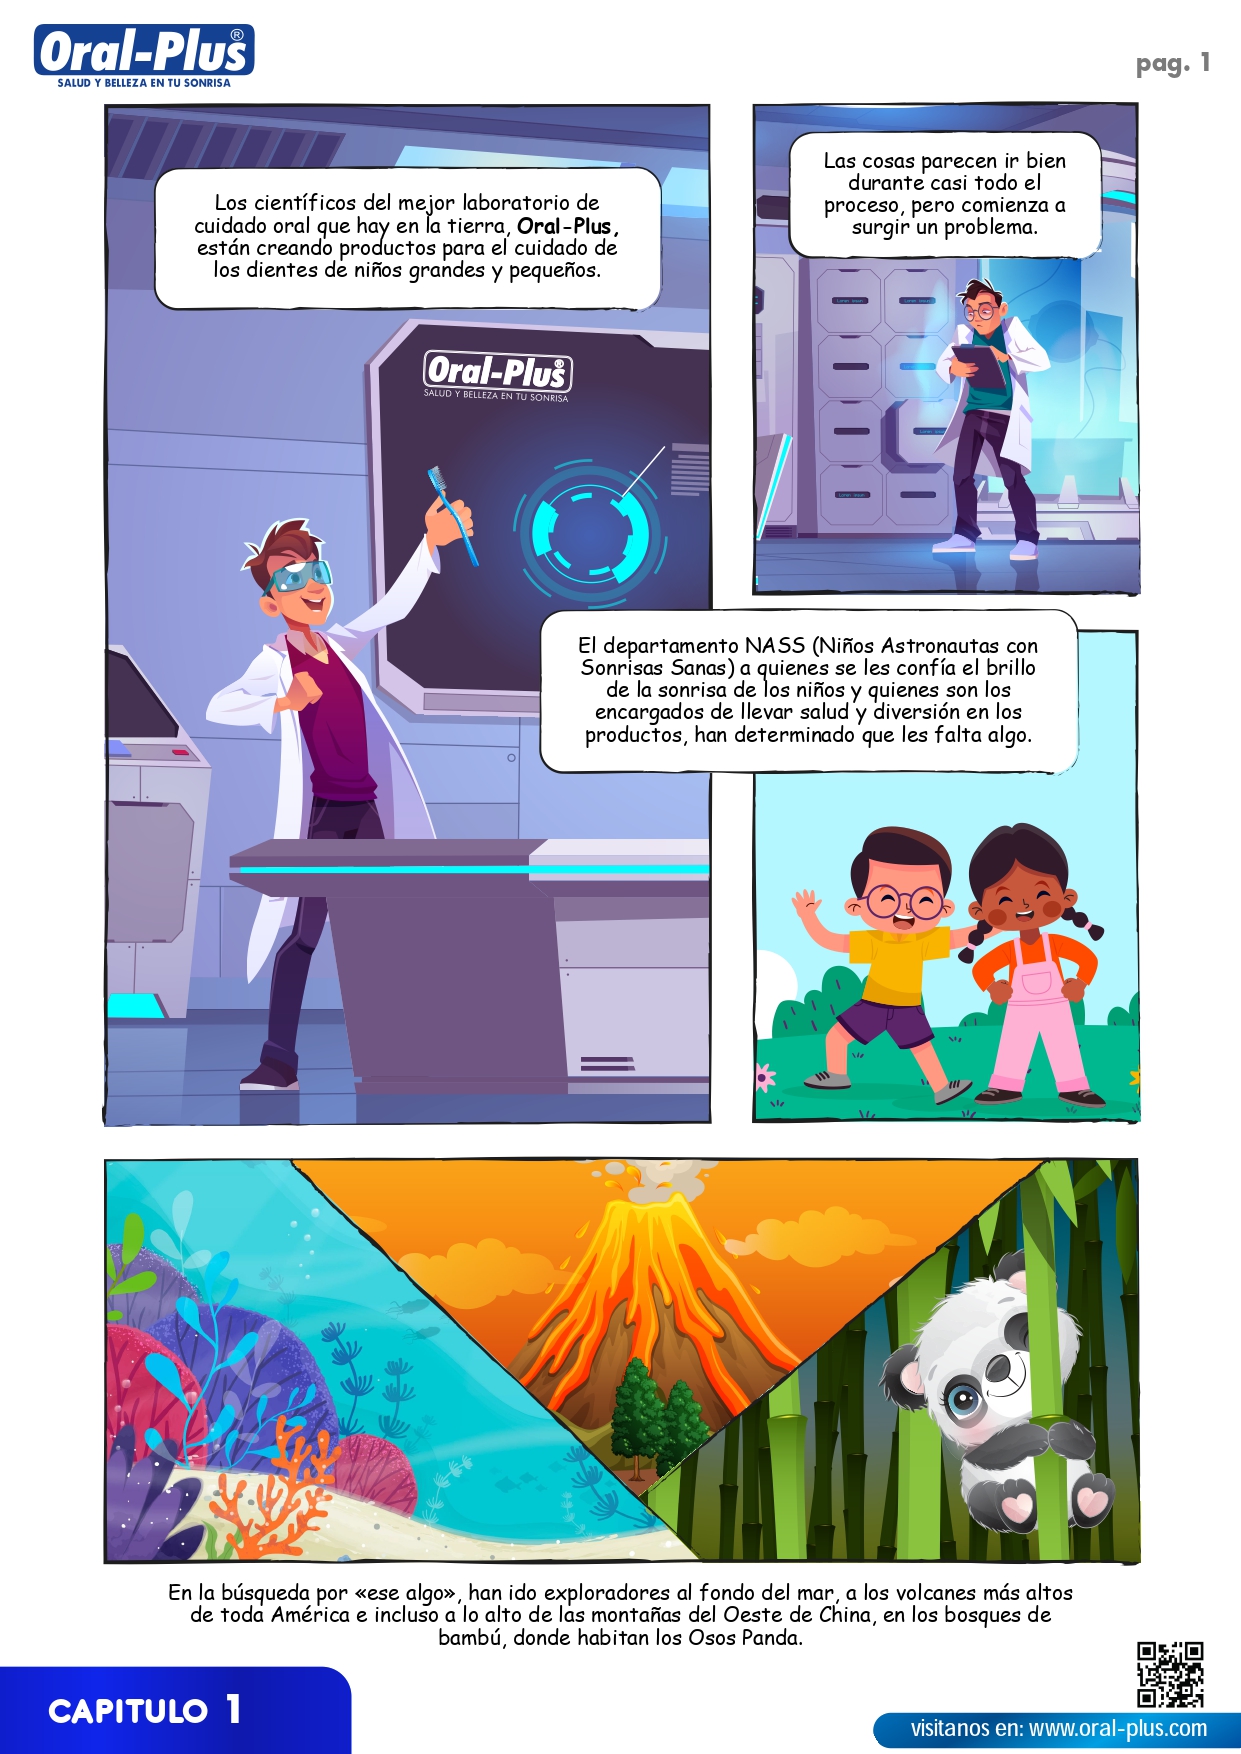 Oral-Plus®
SALUD Y BELLEZA EN TU SONRISA
pag. 1
Los científicos del mejor laboratorio de
cuidado oral que hay en la tierra, Oral-Plus,
están creando productos para el cuidado de
los dientes de niños grandes y pequeños.
Las cosas parecen ir bien
durante casi todo el
proceso, pero comienza a
surgir un problema.
Oral-Plus®
SALUD Y BELLEZA EN TU SONRISA
El departamento NASS (Niños Astronautas con
Sonrisas Sanas) a quienes se les confía el brillo
de la sonrisa de los niños y quienes son los
encargados de llevar salud y diversión en los
productos, han determinado que les falta algo.
En la búsqueda por «ese algo», han ido exploradores al fondo del mar, a los volcanes más altos
de toda América e incluso a lo alto de las montañas del Oeste de China, en los bosques de
bambú, donde habitan los Osos Panda.
CAPITULO 1
visitanos en: www.oral-plus.com